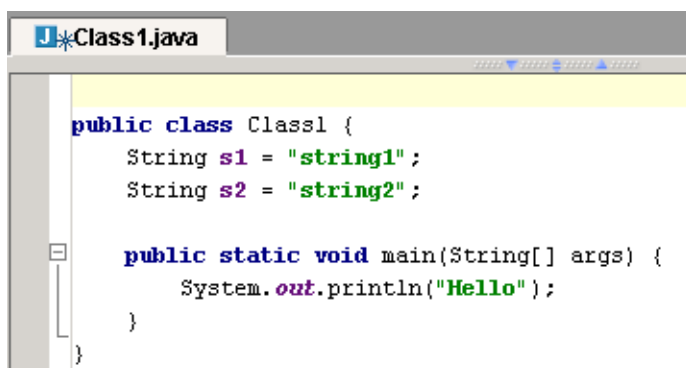 Class1.java
public class Class1 {
    String s1 = "string1";
    String s2 = "string2";
    public static void main(String[] args) {
        System.out.println("Hello");
    }
}